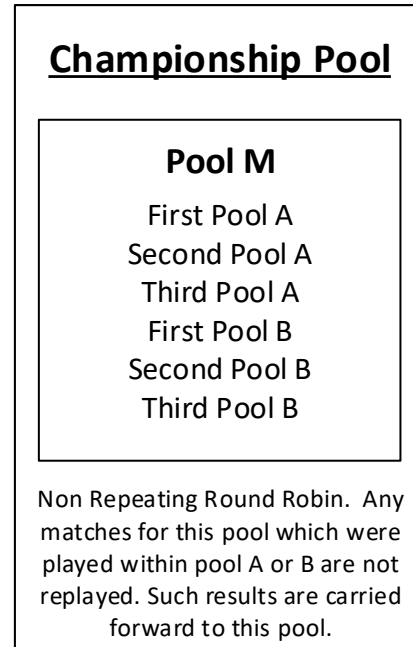 Championship Pool
Pool M
First Pool A
Second Pool A
Third Pool A
First Pool B
Second Pool B
Third Pool B
Non Repeating Round Robin.  Any
matches for this pool which were
played within pool A or B are not
replayed. Such results are carried
forward to this pool.